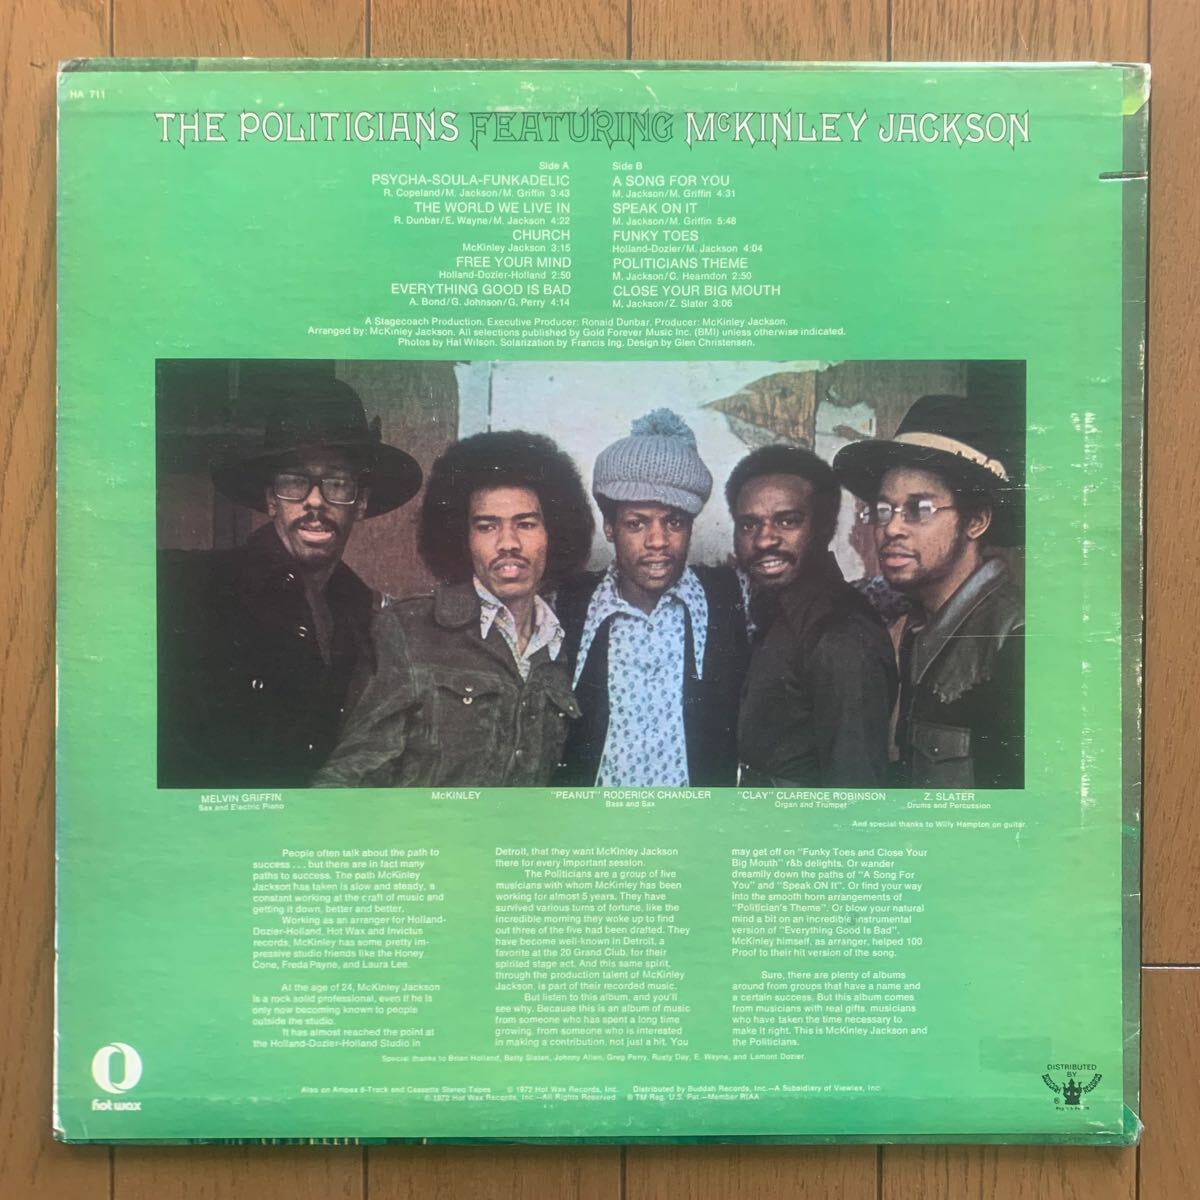 HA 711
THE POLITICIANS FEATURING McKINLEY JACKSON
Side A
PSYCHA-SOULA-FUNKADELIC
R. Copeland/M. Jackson/M. Griffin 3:43
THE WORLD WE LIVE IN
R. Dunbar/E. Wayne/M. Jackson 4:22
CHURCH
McKinley Jackson 3:15
FREE YOUR MIND
Holland-Dozier-Holland 2:50
EVERYTHING GOOD IS BAD
A. Bond/G. Johnson/G. Perry 4:14
Side B
A SONG FOR YOU
M. Jackson/M. Griffin 4:31
SPEAK ON IT
M. Jackson/M. Griffin 5:48
FUNKY TOES
Holland-Dozier/M. Jackson 4:04
POLITICIANS THEME
M. Jackson/C. Hearndon 2:50
CLOSE YOUR BIG MOUTH
M. Jackson/Z. Slater 3:06
A Stagecoach Production. Executive Producer: Ronald Dunbar. Producer: McKinley Jackson.
Arranged by: McKinley Jackson. All selections published by Gold Forever Music Inc. (BMI) unless otherwise indicated.
Photos by Hal Wilson. Solarization by Francis Ing. Design by Glen Christensen.
MELVIN GRIFFIN
Sax and Electric Piano
McKINLEY
"PEANUT" RODERICK CHANDLER
Bass and Sax
"CLAY" CLARENCE ROBINSON
Organ and Trumpet
Z. SLATER
Drums and Percussion
And special thanks to Willy Hampton on guitar.
People often talk about the path to
success . . . but there are in fact many
paths to success. The path McKinley
Jackson has taken is slow and steady, a
constant working at the craft of music and
getting it down, better and better.
Working as an arranger for Holland-
Dozier-Holland, Hot Wax and Invictus
records, McKinley has some pretty im-
pressive studio friends like the Honey
Cone, Freda Payne, and Laura Lee.
At the age of 24, McKinley Jackson
is a rock solid professional, even if he is
only now becoming known to people
outside the studio.
It has almost reached the point at
the Holland-Dozier-Holland Studio in
Detroit, that they want McKinley Jackson
there for every important session.
The Politicians are a group of five
musicians with whom McKinley has been
working for almost 5 years. They have
survived various turns of fortune, like the
incredible morning they woke up to find
out three of the five had been drafted. They
have become well-known in Detroit, a
favorite at the 20 Grand Club, for their
spirited stage act. And this same spirit,
through the production talent of McKinley
Jackson, is part of their recorded music.
But listen to this album, and you'll
see why. Because this is an album of music
from someone who has spent a long time
growing, from someone who is interested
in making a contribution, not just a hit. You
may get off on "Funky Toes and Close Your
Big Mouth" r&b delights. Or wander
dreamily down the paths of "A Song For
You" and "Speak ON It". Or find your way
into the smooth horn arrangements of
"Politician's Theme". Or blow your natural
mind a bit on an incredible instrumental
version of "Everything Good Is Bad".
McKinley himself, as arranger, helped 100
Proof to their hit version of the song.
Sure, there are plenty of albums
around from groups that have a name and
a certain success. But this album comes
from musicians with real gifts, musicians
who have taken the time necessary to
make it right. This is McKinley Jackson and
the Politicians.
Special thanks to Brian Holland, Batty Slaten, Johnny Allen, Greg Perry, Rusty Day, E. Wayne, and Lamont Dozier.
Also on Ampex 8-Track and Cassette Stereo Tapes © 1972 Hot Wax Records, Inc. Distributed by Buddah Records, Inc.—A Subsidiary of Viewlex, Inc.
© 1972 Hot Wax Records, Inc.—All Rights Reserved. ® TM Reg. U.S. Pat.—Member RIAA
hot wax
DISTRIBUTED
BY
BUDDAH RECORDS